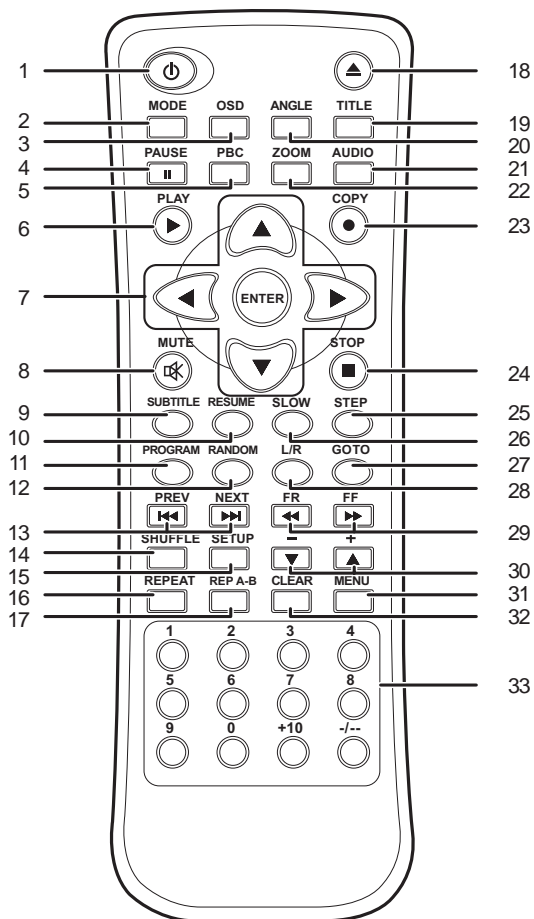 1 18
MODE OSD ANGLE TITLE
2 19
3 20
PAUSE PBC ZOOM AUDIO
4 21
5 22
PLAY COPY
6 23
7 ENTER
MUTE STOP
8 24
SUBTITLE RESUME SLOW STEP
9 25
10 26
PROGRAM RANDOM L/R GOTO
11 27
12 28
PREV NEXT FR FF
13 29
SHUFFLE SETUP - +
14 30
15 31
REPEAT REP A-B CLEAR MENU
16 32
17
1 2 3 4
33
5 6 7 8
9 0 +10 -/--